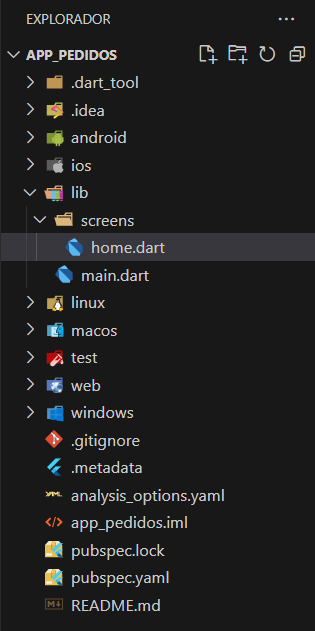 EXPLORADOR
APP_PEDIDOS
.dart_tool
.idea
android
ios
lib
screens
home.dart
main.dart
linux
macos
test
web
windows
.gitignore
.metadata
analysis_options.yaml
app_pedidos.iml
pubspec.lock
pubspec.yaml
README.md